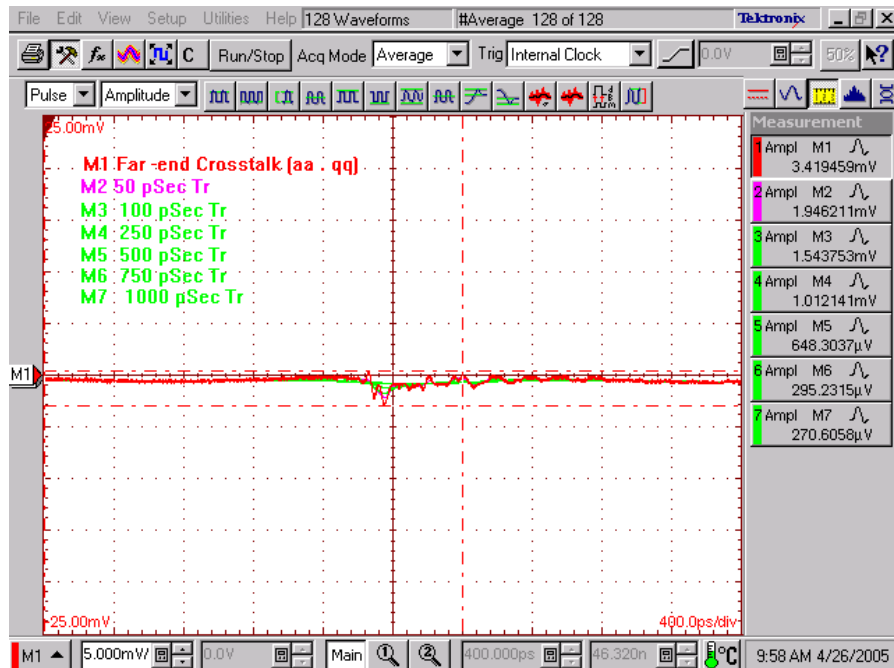 File Edit View Setup Utilities Help 128 Waveforms #Average 128 of 128 Tektronix
C Run/Stop Acq Mode Average Trig Internal Clock 0.0V 50%
Pulse Amplitude
25.00mV
M1 Far -end Crosstalk (aa . qq)
M2 50 pSec Tr
M3 100 pSec Tr
M4 250 pSec Tr
M5 500 pSec Tr
M6 750 pSec Tr
M7 1000 pSec Tr
M1
-25.00mV
400.0ps/div
Measurement
1 Ampl M1
3.419459mV
2 Ampl M2
1.946211mV
3 Ampl M3
1.543753mV
4 Ampl M4
1.012141mV
5 Ampl M5
648.3037µV
6 Ampl M6
295.2315µV
7 Ampl M7
270.6058µV
M1 5.000mV/ 0.0V Main 1 2 400.000ps 46.320n °C 9:58 AM 4/26/2005